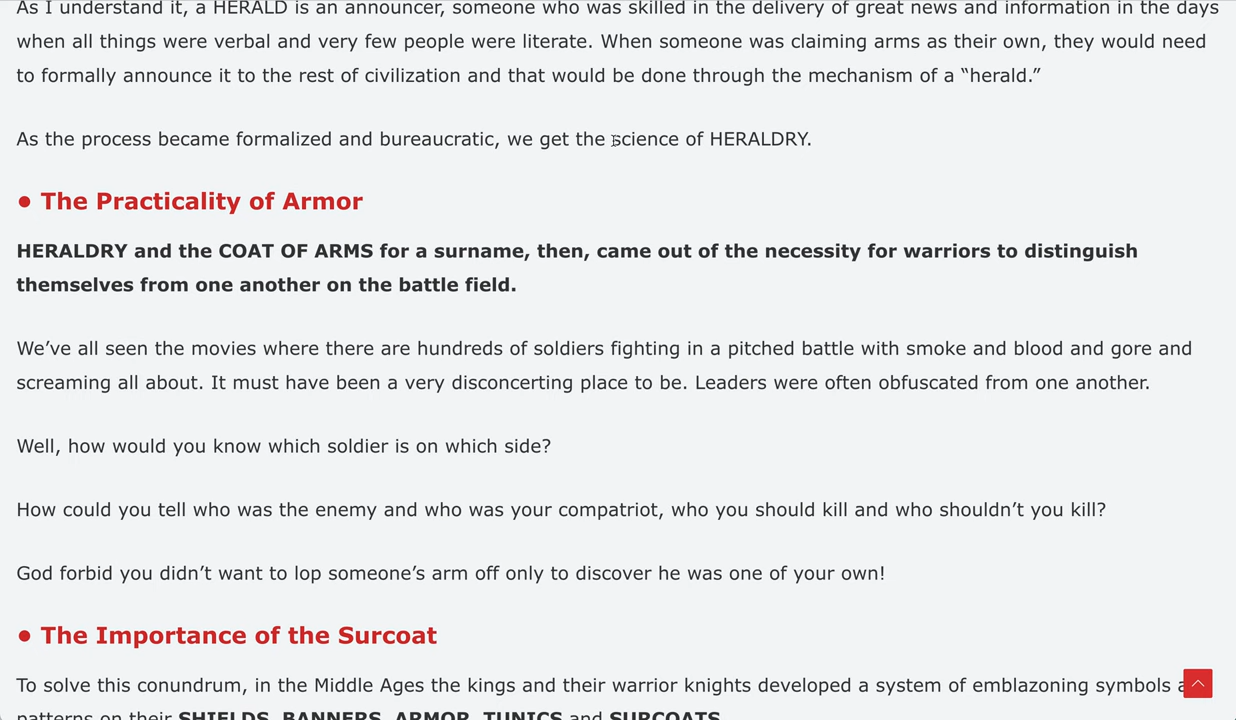 As I understand it, a HERALD is an announcer, someone who was skilled in the delivery of great news and information in the days
when all things were verbal and very few people were literate. When someone was claiming arms as their own, they would need
to formally announce it to the rest of civilization and that would be done through the mechanism of a “herald.”
As the process became formalized and bureaucratic, we get the science of HERALDRY.
• The Practicality of Armor
HERALDRY and the COAT OF ARMS for a surname, then, came out of the necessity for warriors to distinguish
themselves from one another on the battle field.
We’ve all seen the movies where there are hundreds of soldiers fighting in a pitched battle with smoke and blood and gore and
screaming all about. It must have been a very disconcerting place to be. Leaders were often obfuscated from one another.
Well, how would you know which soldier is on which side?
How could you tell who was the enemy and who was your compatriot, who you should kill and who shouldn’t you kill?
God forbid you didn’t want to lop someone’s arm off only to discover he was one of your own!
• The Importance of the Surcoat
To solve this conundrum, in the Middle Ages the kings and their warrior knights developed a system of emblazoning symbols
patterns on their SHIELDS, BANNERS, ARMOR, TUNICS and SURCOATS.